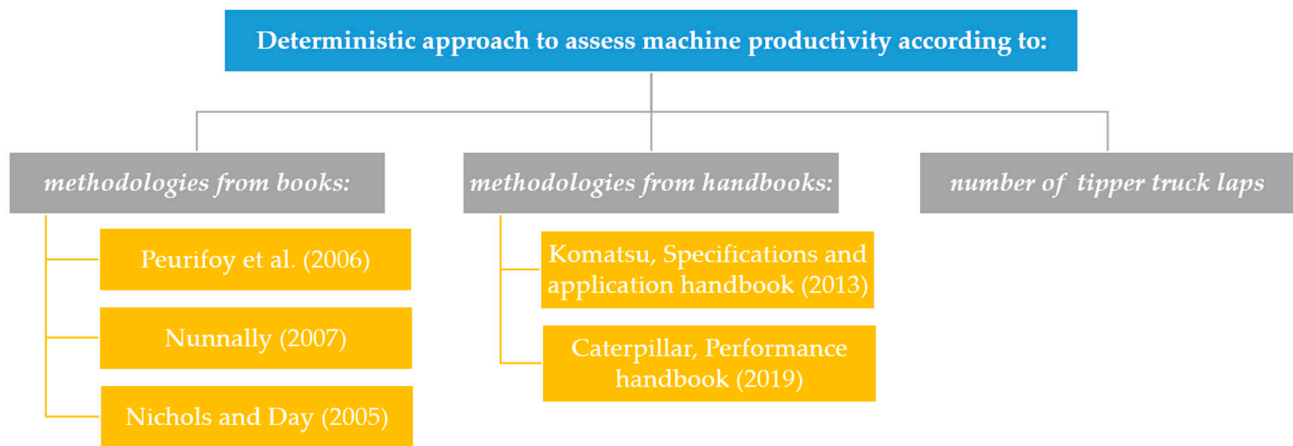 Deterministic approach to assess machine productivity according to:
methodologies from books:
methodologies from handbooks:
number of tipper truck laps
Peurifoy et al. (2006)
Nunnally (2007)
Nichols and Day (2005)
Komatsu, Specifications and
application handbook (2013)
Caterpillar, Performance
handbook (2019)